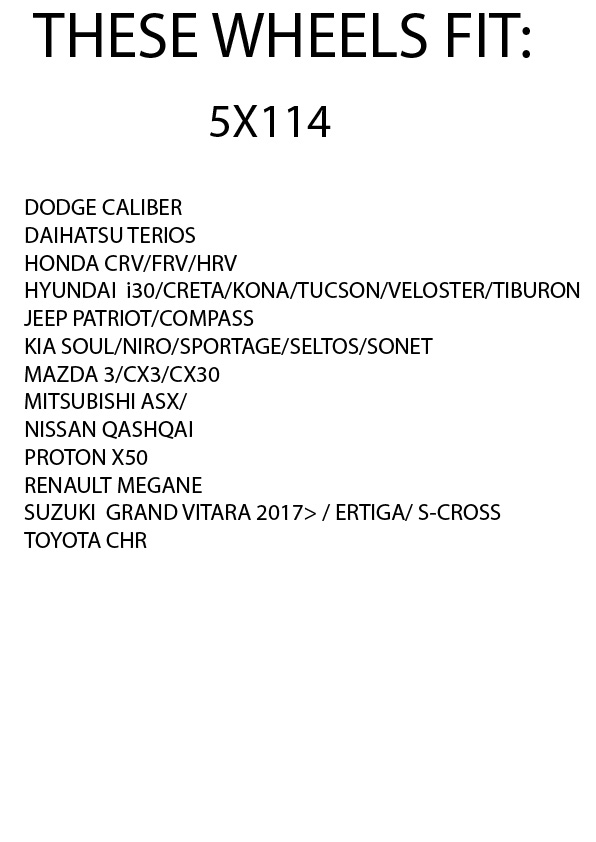 THESE WHEELS FIT:
5X114
DODGE CALIBER
DAIHATSU TERIOS
HONDA CRV/FRV/HRV
HYUNDAI  i30/CRETA/KONA/TUCSON/VELOSTER/TIBURON
JEEP PATRIOT/COMPASS
KIA SOUL/NIRO/SPORTAGE/SELTOS/SONET
MAZDA 3/CX3/CX30
MITSUBISHI ASX/
NISSAN QASHQAI
PROTON X50
RENAULT MEGANE
SUZUKI  GRAND VITARA 2017> / ERTIGA/ S-CROSS
TOYOTA CHR